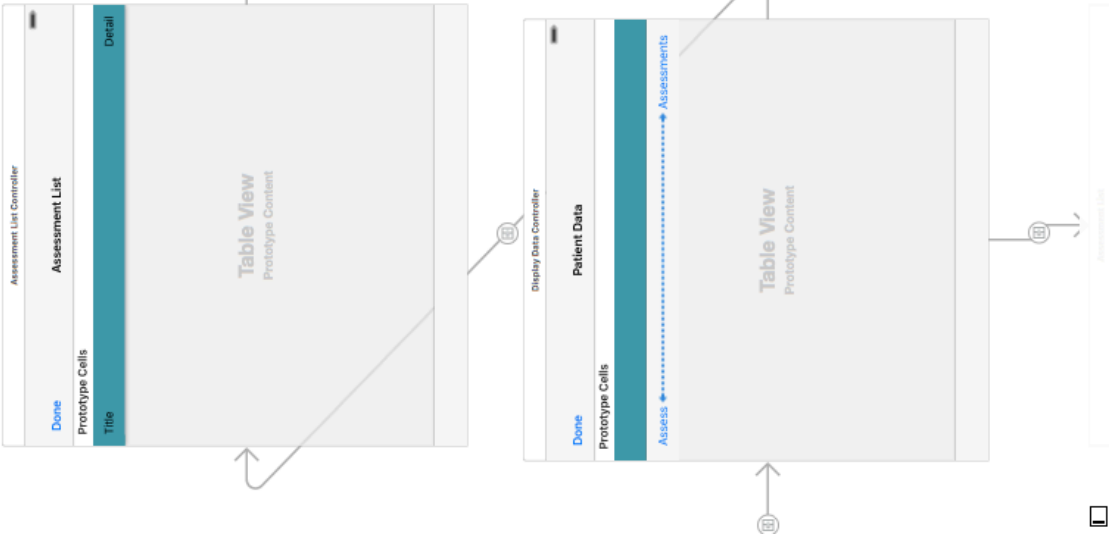 Assessment List Controller
Assessment List
Done
Prototype Cells
Title
Detail
Table View
Prototype Content
Display Data Controller
Patient Data
Done
Prototype Cells
Assess
Assessments
Table View
Prototype Content